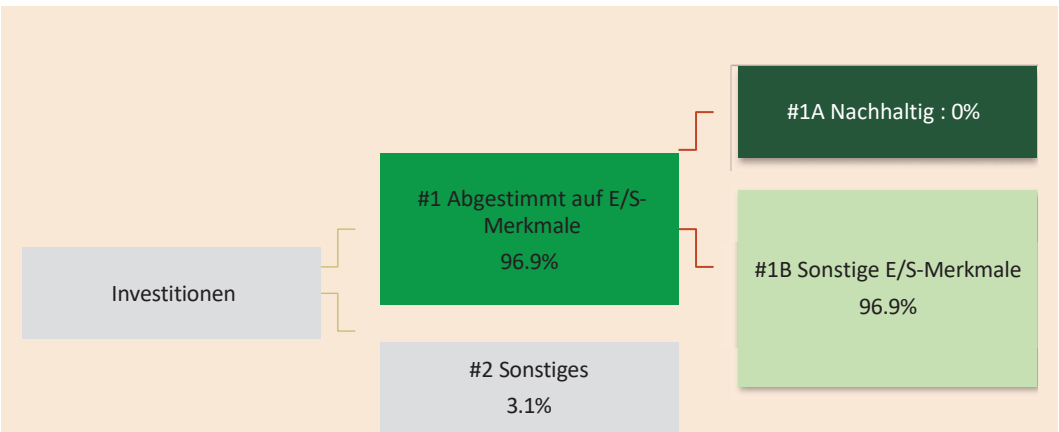 Investitionen
#1 Abgestimmt auf E/S-
Merkmale
96.9%
#2 Sonstiges
3.1%
#1A Nachhaltig : 0%
#1B Sonstige E/S-Merkmale
96.9%